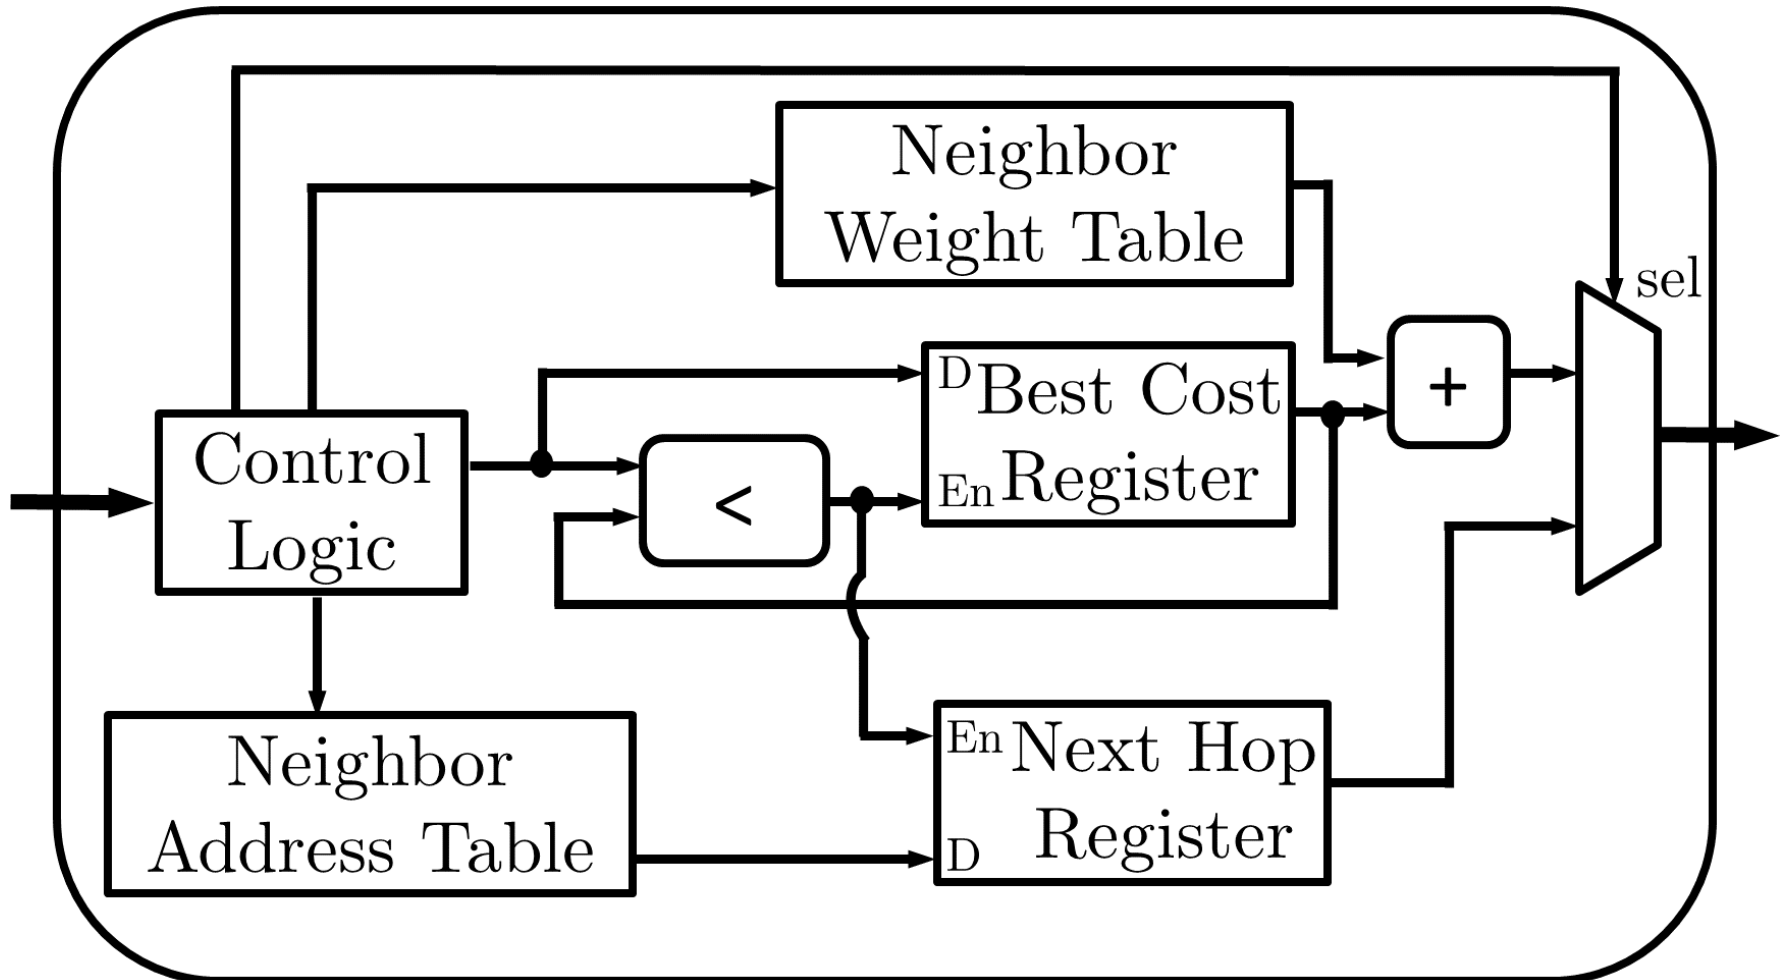 Neighbor
Weight Table
sel
D
Best Cost
En
Register
+
Control
Logic
<
Neighbor
Address Table
En
Next Hop
D
Register